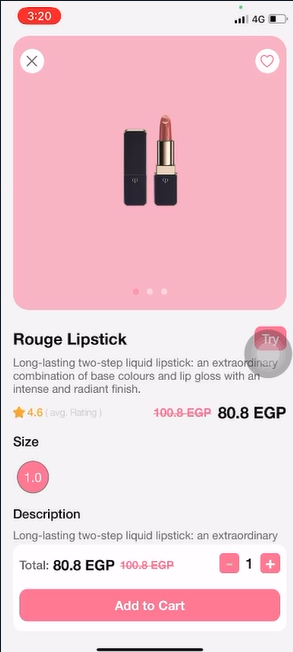 3:20
4G
Rouge Lipstick
Try
Long-lasting two-step liquid lipstick: an extraordinary
combination of base colours and lip gloss with an
intense and radiant finish.
4.6 ( avg. Rating )
100.8 EGP 80.8 EGP
Size
1.0
Description
Long-lasting two-step liquid lipstick: an extraordinary
Total: 80.8 EGP 100.8 EGP
- 1 +
Add to Cart